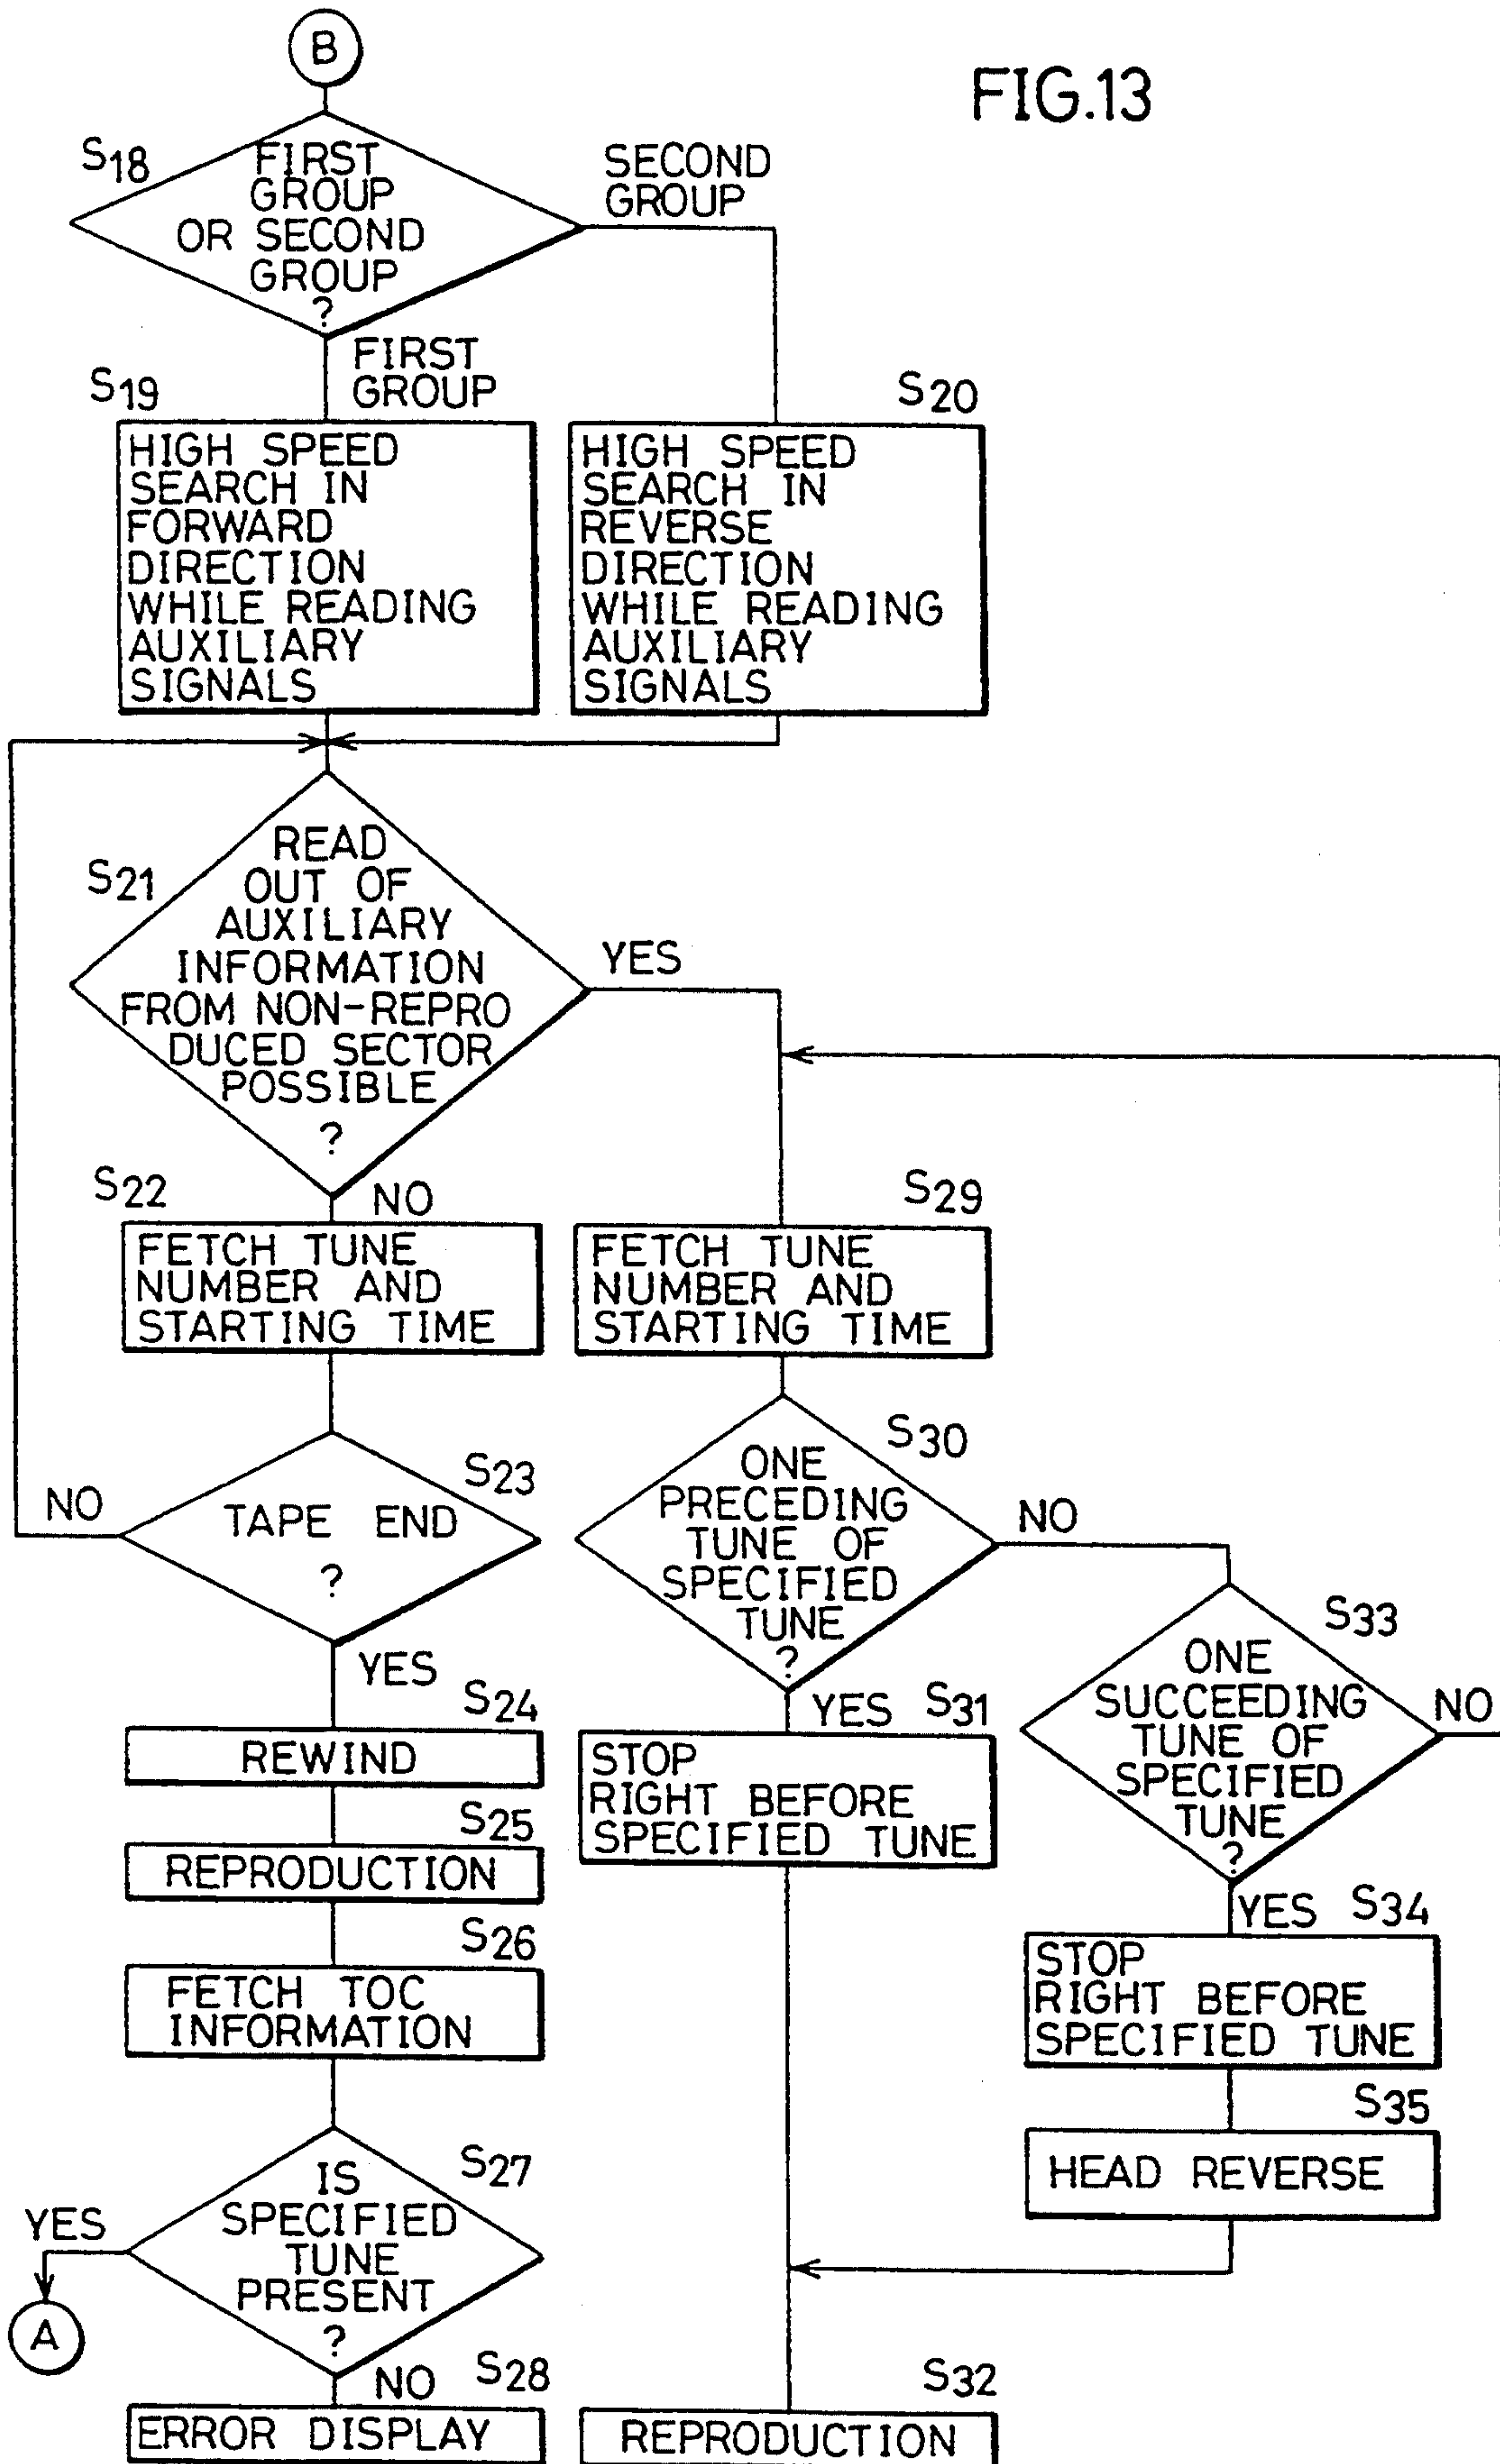 B
FIG.13
S18
FIRST
GROUP
OR SECOND
GROUP
?
SECOND
GROUP
FIRST
GROUP
S19
HIGH SPEED
SEARCH IN
FORWARD
DIRECTION
WHILE READING
AUXILIARY
SIGNALS
S20
HIGH SPEED
SEARCH IN
REVERSE
DIRECTION
WHILE READING
AUXILIARY
SIGNALS
S21
READ
OUT OF
AUXILIARY
INFORMATION
FROM NON-REPRO
DUCED SECTOR
POSSIBLE
?
YES
NO
S22
FETCH TUNE
NUMBER AND
STARTING TIME
S29
FETCH TUNE
NUMBER AND
STARTING TIME
S23
TAPE END
?
NO
YES
S30
ONE
PRECEDING
TUNE OF
SPECIFIED
TUNE
?
NO
YES
S33
ONE
SUCCEEDING
TUNE OF
SPECIFIED
TUNE
?
NO
YES
S24
REWIND
S31
STOP
RIGHT BEFORE
SPECIFIED TUNE
S25
REPRODUCTION
S34
STOP
RIGHT BEFORE
SPECIFIED TUNE
S26
FETCH TOC
INFORMATION
S35
HEAD REVERSE
S27
IS
SPECIFIED
TUNE
PRESENT
?
YES
A
NO
S28
ERROR DISPLAY
S32
REPRODUCTION